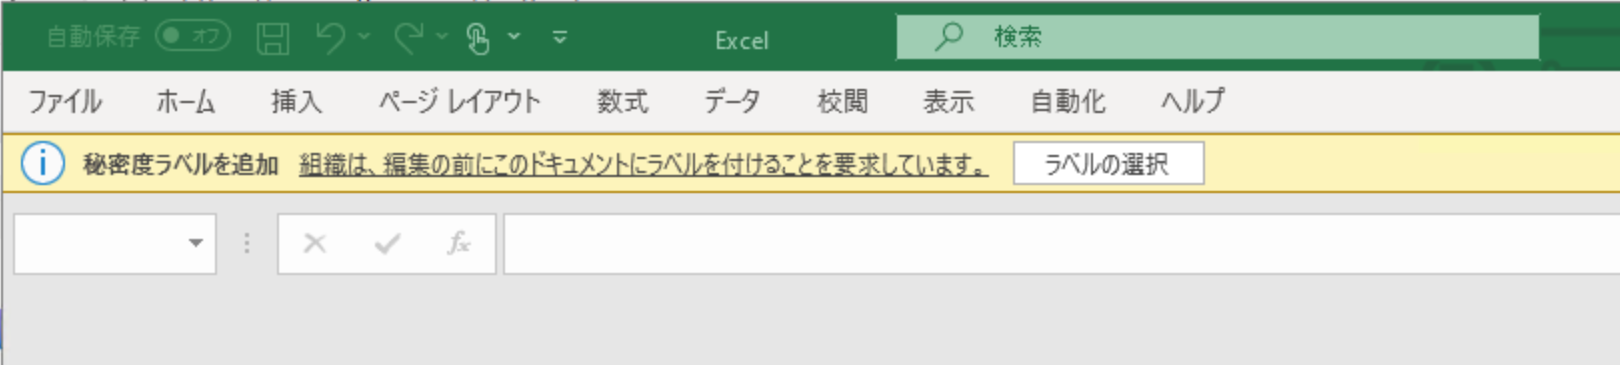 自動保存 オフ Excel 検索
ファイル ホーム 挿入 ページ レイアウト 数式 データ 校閲 表示 自動化 ヘルプ
秘密度ラベルを追加 組織は、編集の前にこのドキュメントにラベルを付けることを要求しています。 ラベルの選択
fx